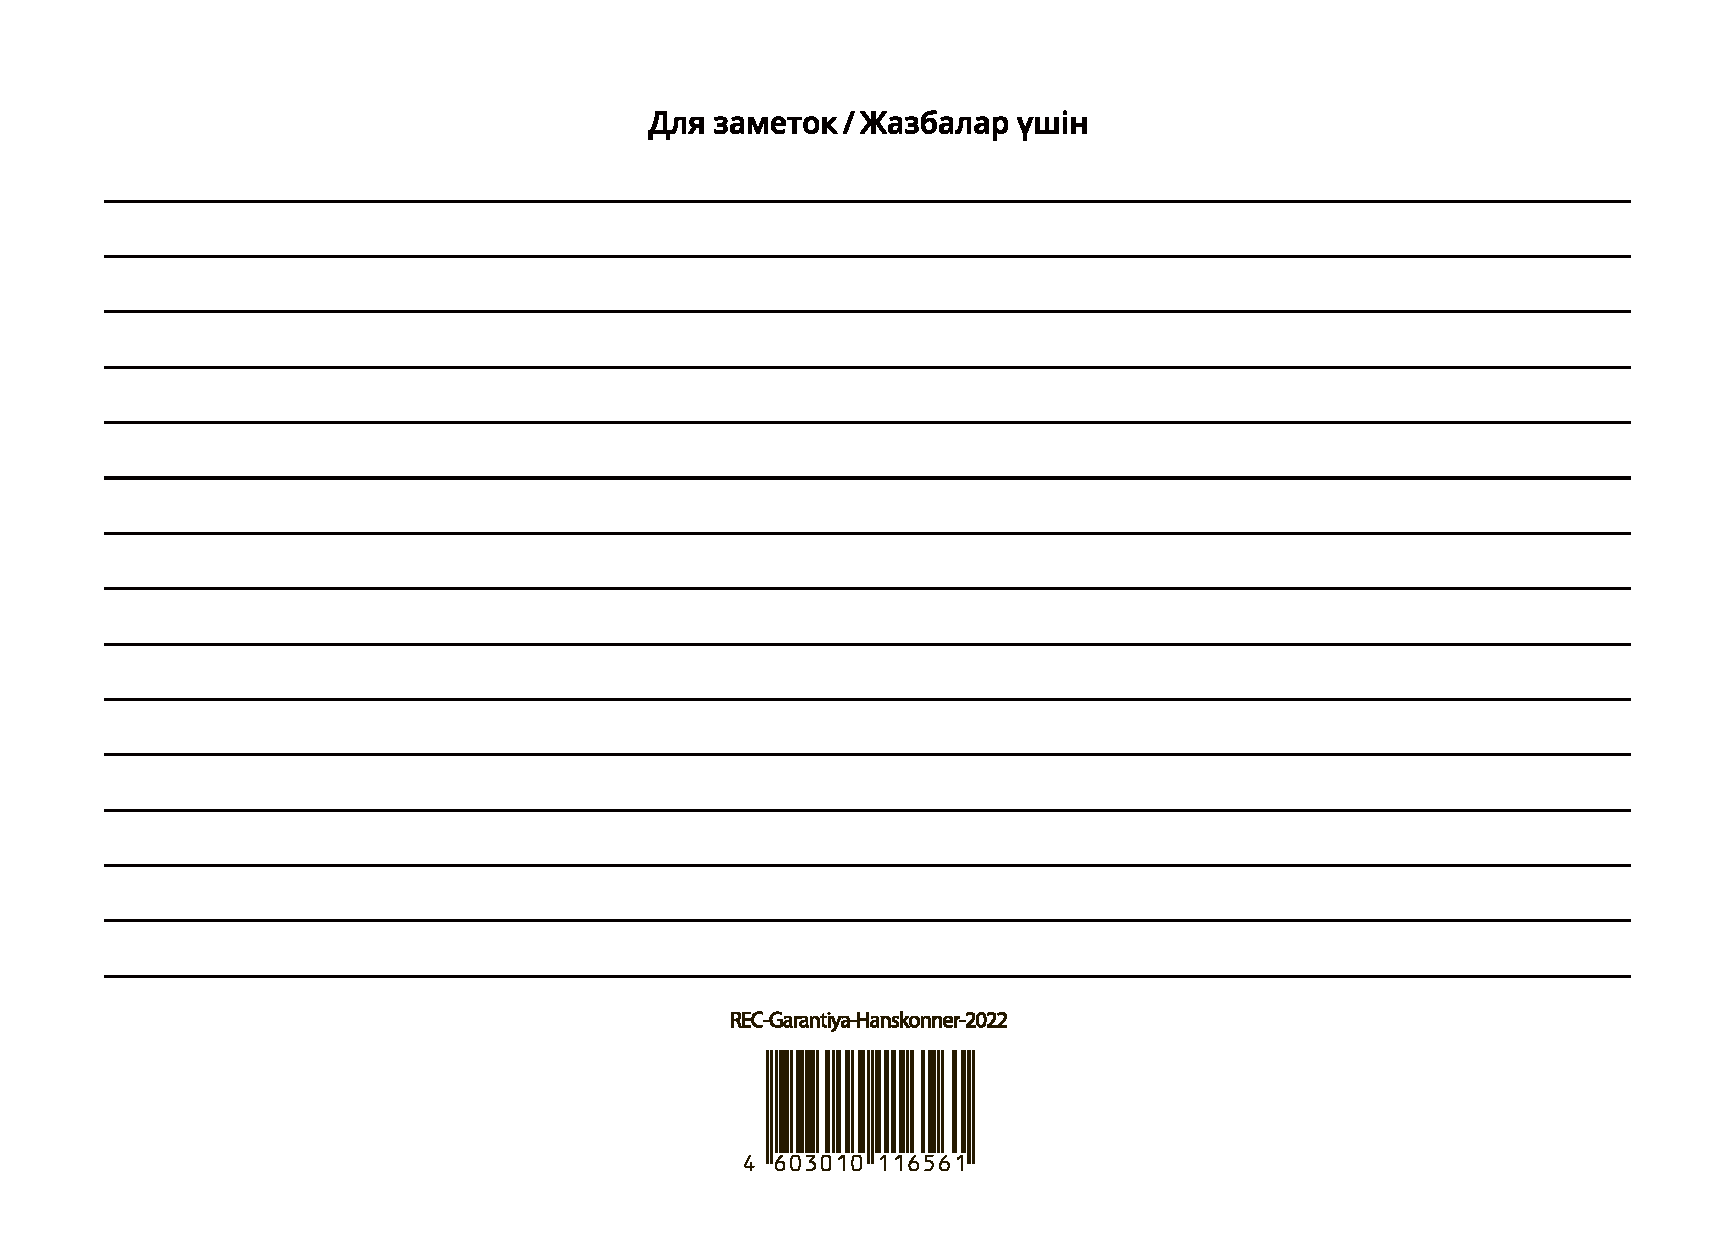 Для заметок / Жазбалар үшін
REC-Garantiya-Hanskonner-2022
4 603010 116561